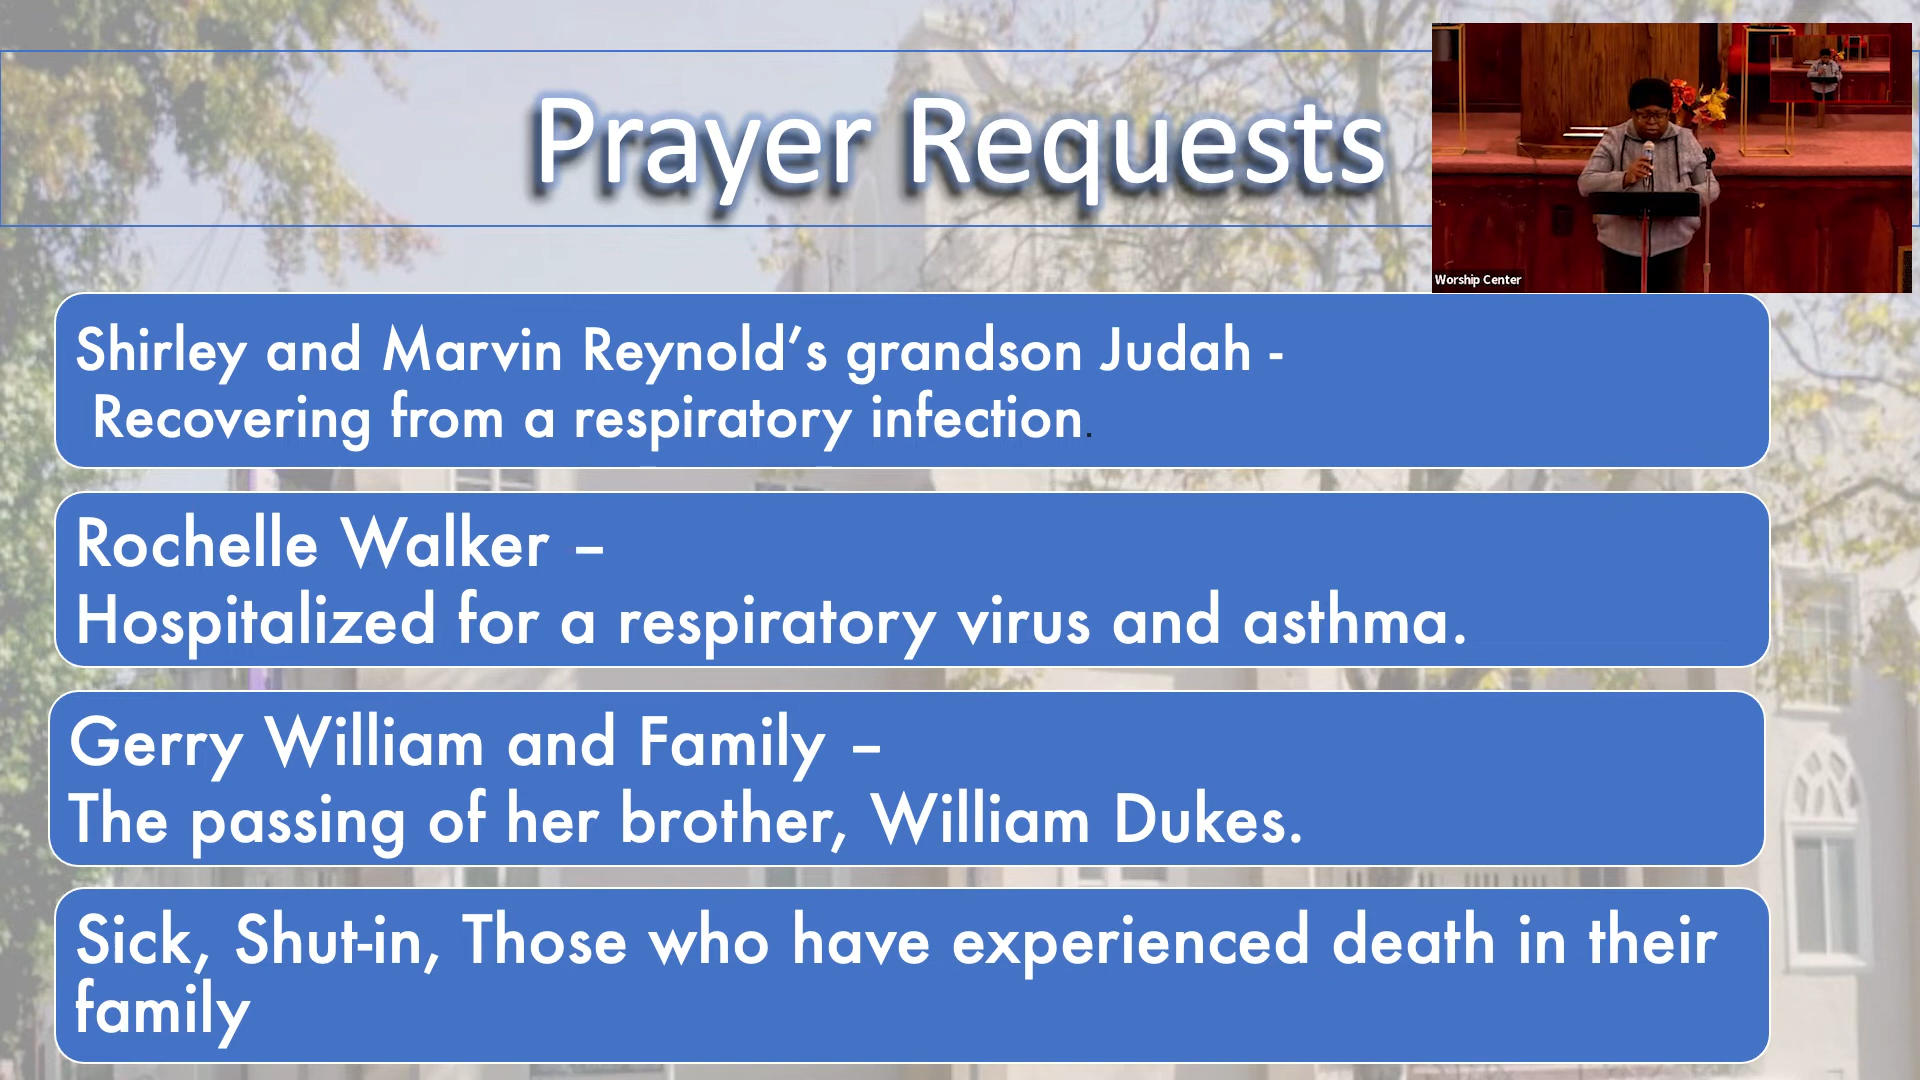 Prayer Requests
Worship Center
Shirley and Marvin Reynold’s grandson Judah -
Recovering from a respiratory infection.
Rochelle Walker –
Hospitalized for a respiratory virus and asthma.
Gerry William and Family –
The passing of her brother, William Dukes.
Sick, Shut-in, Those who have experienced death in their
family